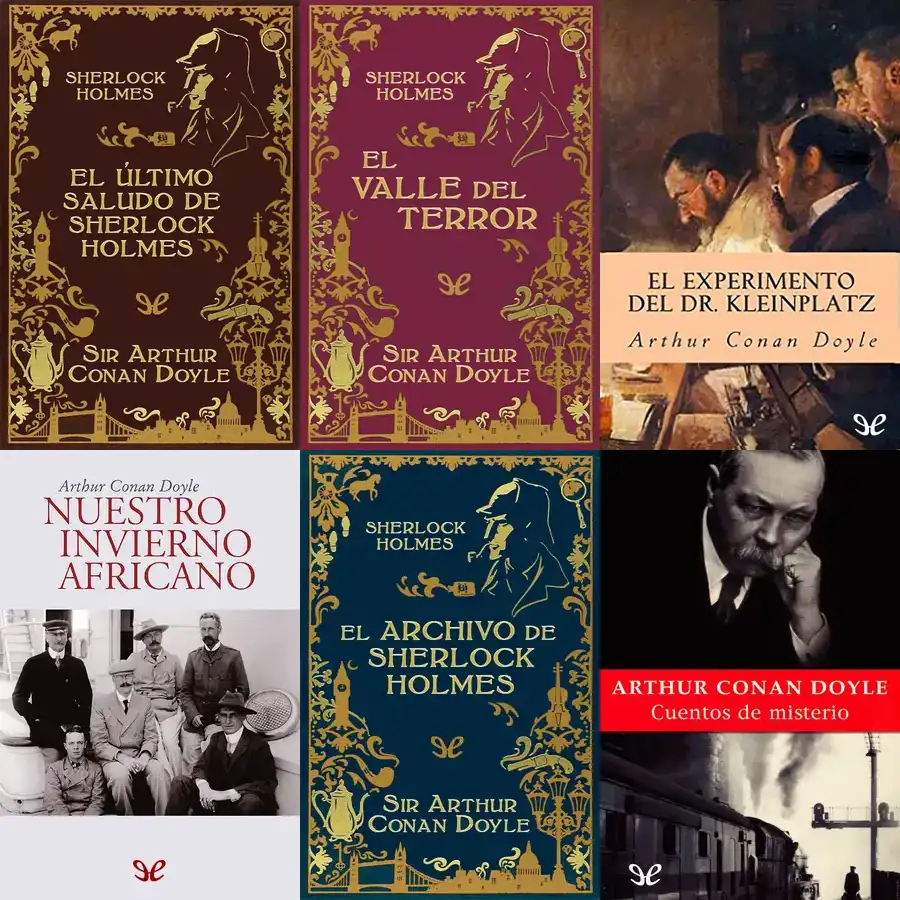 SHERLOCK
HOLMES
EL ÚLTIMO
SALUDO DE
SHERLOCK
HOLMES
SIR ARTHUR
CONAN DOYLE
SHERLOCK
HOLMES
EL
VALLE DEL
TERROR
SIR ARTHUR
CONAN DOYLE
EL EXPERIMENTO
DEL DR. KLEINPLATZ
Arthur Conan Doyle
Arthur Conan Doyle
NUESTRO
INVIERNO
AFRICANO
SHERLOCK
HOLMES
EL ARCHIVO DE
SHERLOCK
HOLMES
SIR ARTHUR
CONAN DOYLE
ARTHUR CONAN DOYLE
Cuentos de misterio